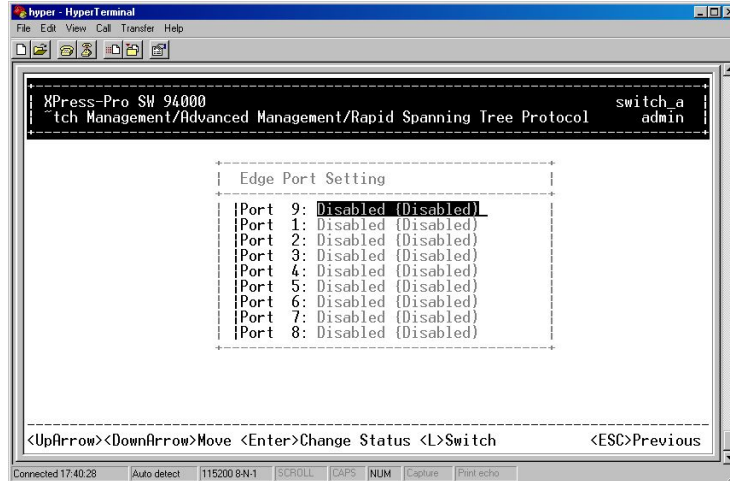 hyper - HyperTerminal
File Edit View Call Transfer Help
XPress-Pro SW 94000 switch_a
~tch Management/Advanced Management/Rapid Spanning Tree Protocol admin
Edge Port Setting
|Port 9: Disabled {Disabled}
|Port 1: Disabled {Disabled}
|Port 2: Disabled {Disabled}
|Port 3: Disabled {Disabled}
|Port 4: Disabled {Disabled}
|Port 5: Disabled {Disabled}
|Port 6: Disabled {Disabled}
|Port 7: Disabled {Disabled}
|Port 8: Disabled {Disabled}
<UpArrow><DownArrow>Move <Enter>Change Status <L>Switch <ESC>Previous
Connected 17:40:28 Auto detect 115200 8-N-1 SCROLL CAPS NUM Capture Print echo